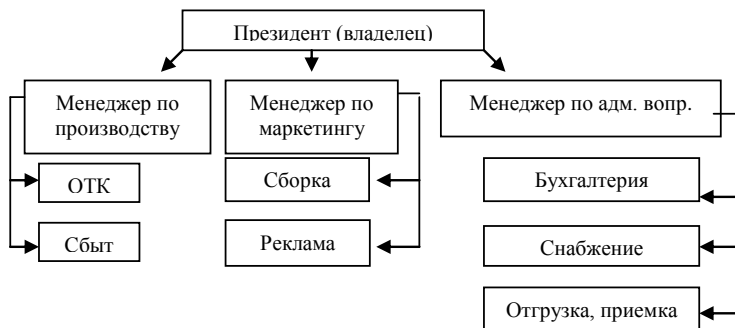 Президент (владелец)
Менеджер по
производству
Менеджер по
маркетингу
Менеджер по адм. вопр.
ОТК
Сборка
Бухгалтерия
Сбыт
Реклама
Снабжение
Отгрузка, приемка